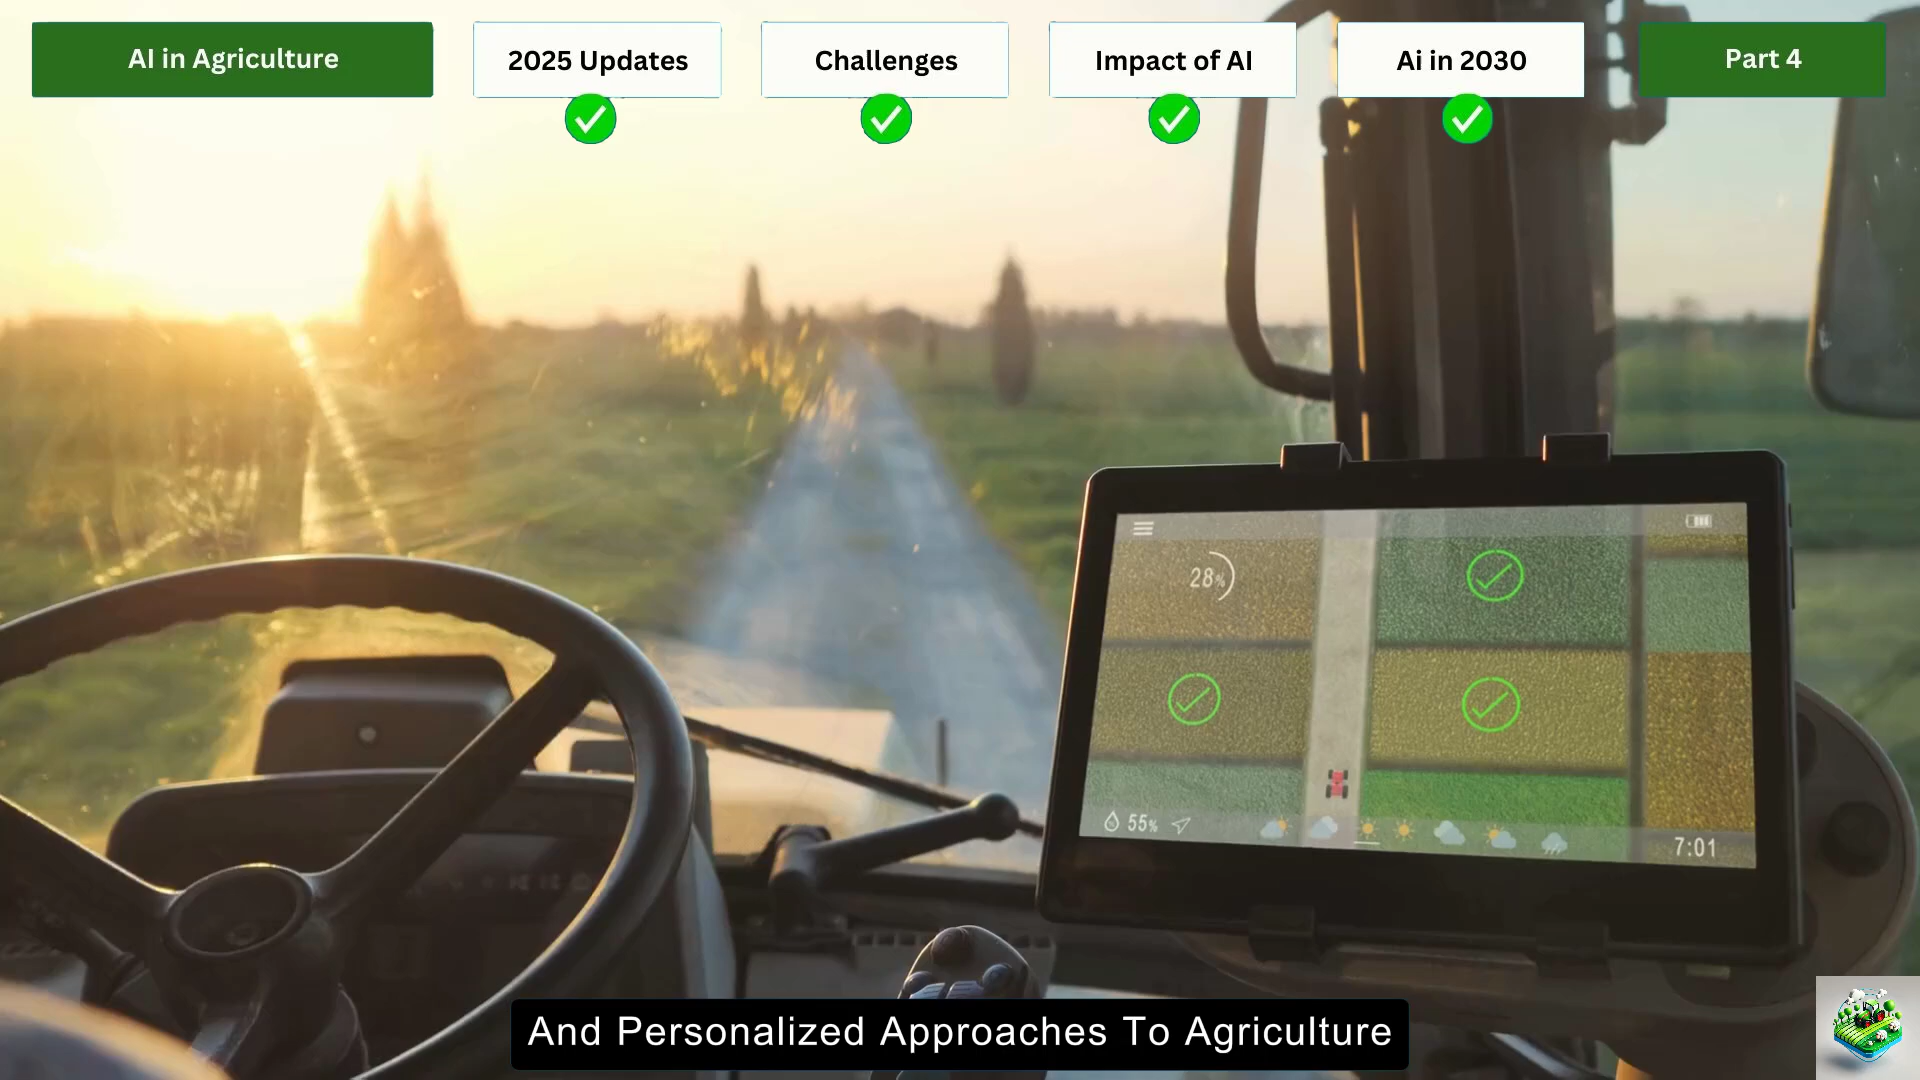 AI in Agriculture
2025 Updates
Challenges
Impact of AI
Ai in 2030
Part 4
28%
55%
7:01
And Personalized Approaches To Agriculture